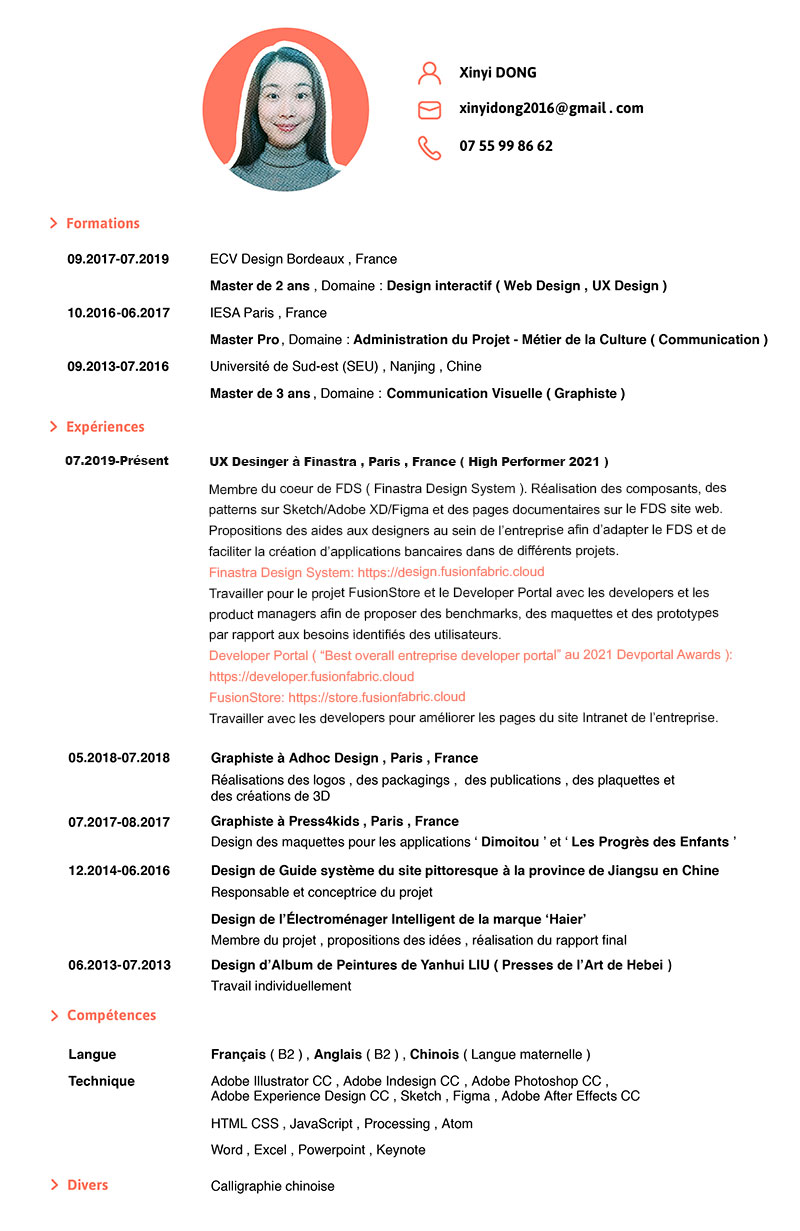 Xinyi DONG
xinyidong2016@gmail . com
07 55 99 86 62
Formations
09.2017-07.2019 ECV Design Bordeaux , France
Master de 2 ans , Domaine : Design interactif ( Web Design , UX Design )
10.2016-06.2017 IESA Paris , France
Master Pro , Domaine : Administration du Projet - Métier de la Culture ( Communication )
09.2013-07.2016 Université de Sud-est (SEU) , Nanjing , Chine
Master de 3 ans , Domaine : Communication Visuelle ( Graphiste )
Expériences
07.2019-Présent UX Desinger à Finastra , Paris , France ( High Performer 2021 )
Membre du coeur de FDS ( Finastra Design System ). Réalisation des composants, des
patterns sur Sketch/Adobe XD/Figma et des pages documentaires sur le FDS site web.
Propositions des aides aux designers au sein de l'entreprise afin d'adapter le FDS et de
faciliter la création d'applications bancaires dans de différents projets.
Finastra Design System: https://design.fusionfabric.cloud
Travailler pour le projet FusionStore et le Developer Portal avec les developers et les
product managers afin de proposer des benchmarks, des maquettes et des prototypes
par rapport aux besoins identifiés des utilisateurs.
Developer Portal ( “Best overall entreprise developer portal” au 2021 Devportal Awards ):
https://developer.fusionfabric.cloud
FusionStore: https://store.fusionfabric.cloud
Travailler avec les developers pour améliorer les pages du site Intranet de l'entreprise.
05.2018-07.2018 Graphiste à Adhoc Design , Paris , France
Réalisations des logos , des packagings , des publications , des plaquettes et
des créations de 3D
07.2017-08.2017 Graphiste à Press4kids , Paris , France
Design des maquettes pour les applications ‘ Dimoitou ’ et ‘ Les Progrès des Enfants ’
12.2014-06.2016 Design de Guide système du site pittoresque à la province de Jiangsu en Chine
Responsable et conceptrice du projet
Design de l'Électroménager Intelligent de la marque ‘Haier’
Membre du projet , propositions des idées , réalisation du rapport final
06.2013-07.2013 Design d'Album de Peintures de Yanhui LIU ( Presses de l'Art de Hebei )
Travail individuellement
Compétences
Langue Français ( B2 ) , Anglais ( B2 ) , Chinois ( Langue maternelle )
Technique Adobe Illustrator CC , Adobe Indesign CC , Adobe Photoshop CC ,
Adobe Experience Design CC , Sketch , Figma , Adobe After Effects CC
HTML CSS , JavaScript , Processing , Atom
Word , Excel , Powerpoint , Keynote
Divers Calligraphie chinoise